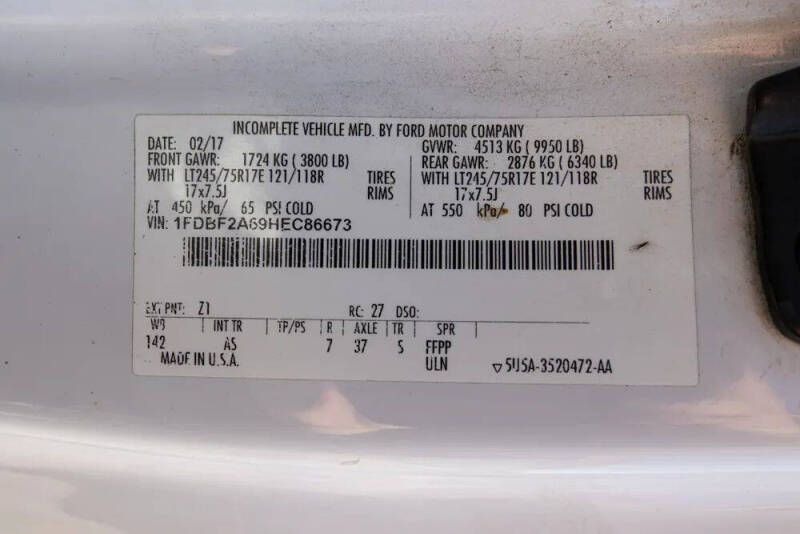 INCOMPLETE VEHICLE MFD. BY FORD MOTOR COMPANY
DATE: 02/17 GVWR: 4513 KG ( 9950 LB)
FRONT GAWR: 1724 KG ( 3800 LB) REAR GAWR: 2876 KG ( 6340 LB)
WITH LT245/75R17E 121/118R TIRES WITH LT245/75R17E 121/118R TIRES
17x7.5J RIMS 17x7.5J RIMS
AT 450 kPa/ 65 PSI COLD AT 550 kPa/ 80 PSI COLD
VIN: 1FDBF2A69HEC86673
EXT PNT: Z1 RC: 27 DSO:
WB INT TR TP/PS R AXLE TR SPR
142 AS 7 37 S FFPP
MADE IN U.S.A. ULN ▽5U5A-3520472-AA